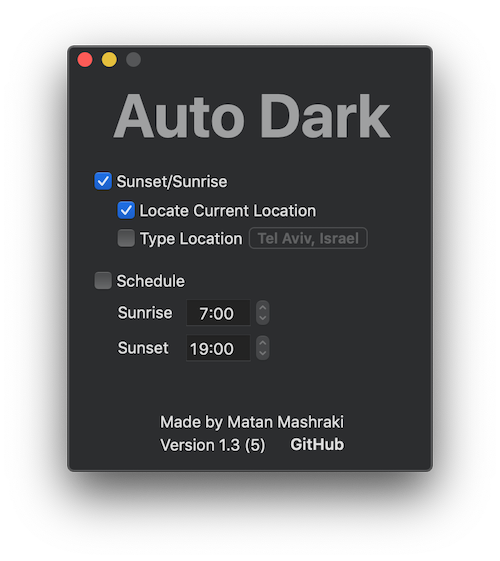 Auto Dark
Sunset/Sunrise
Locate Current Location
Type Location Tel Aviv, Israel
Schedule
Sunrise 7:00
Sunset 19:00
Made by Matan Mashraki
Version 1.3 (5) GitHub